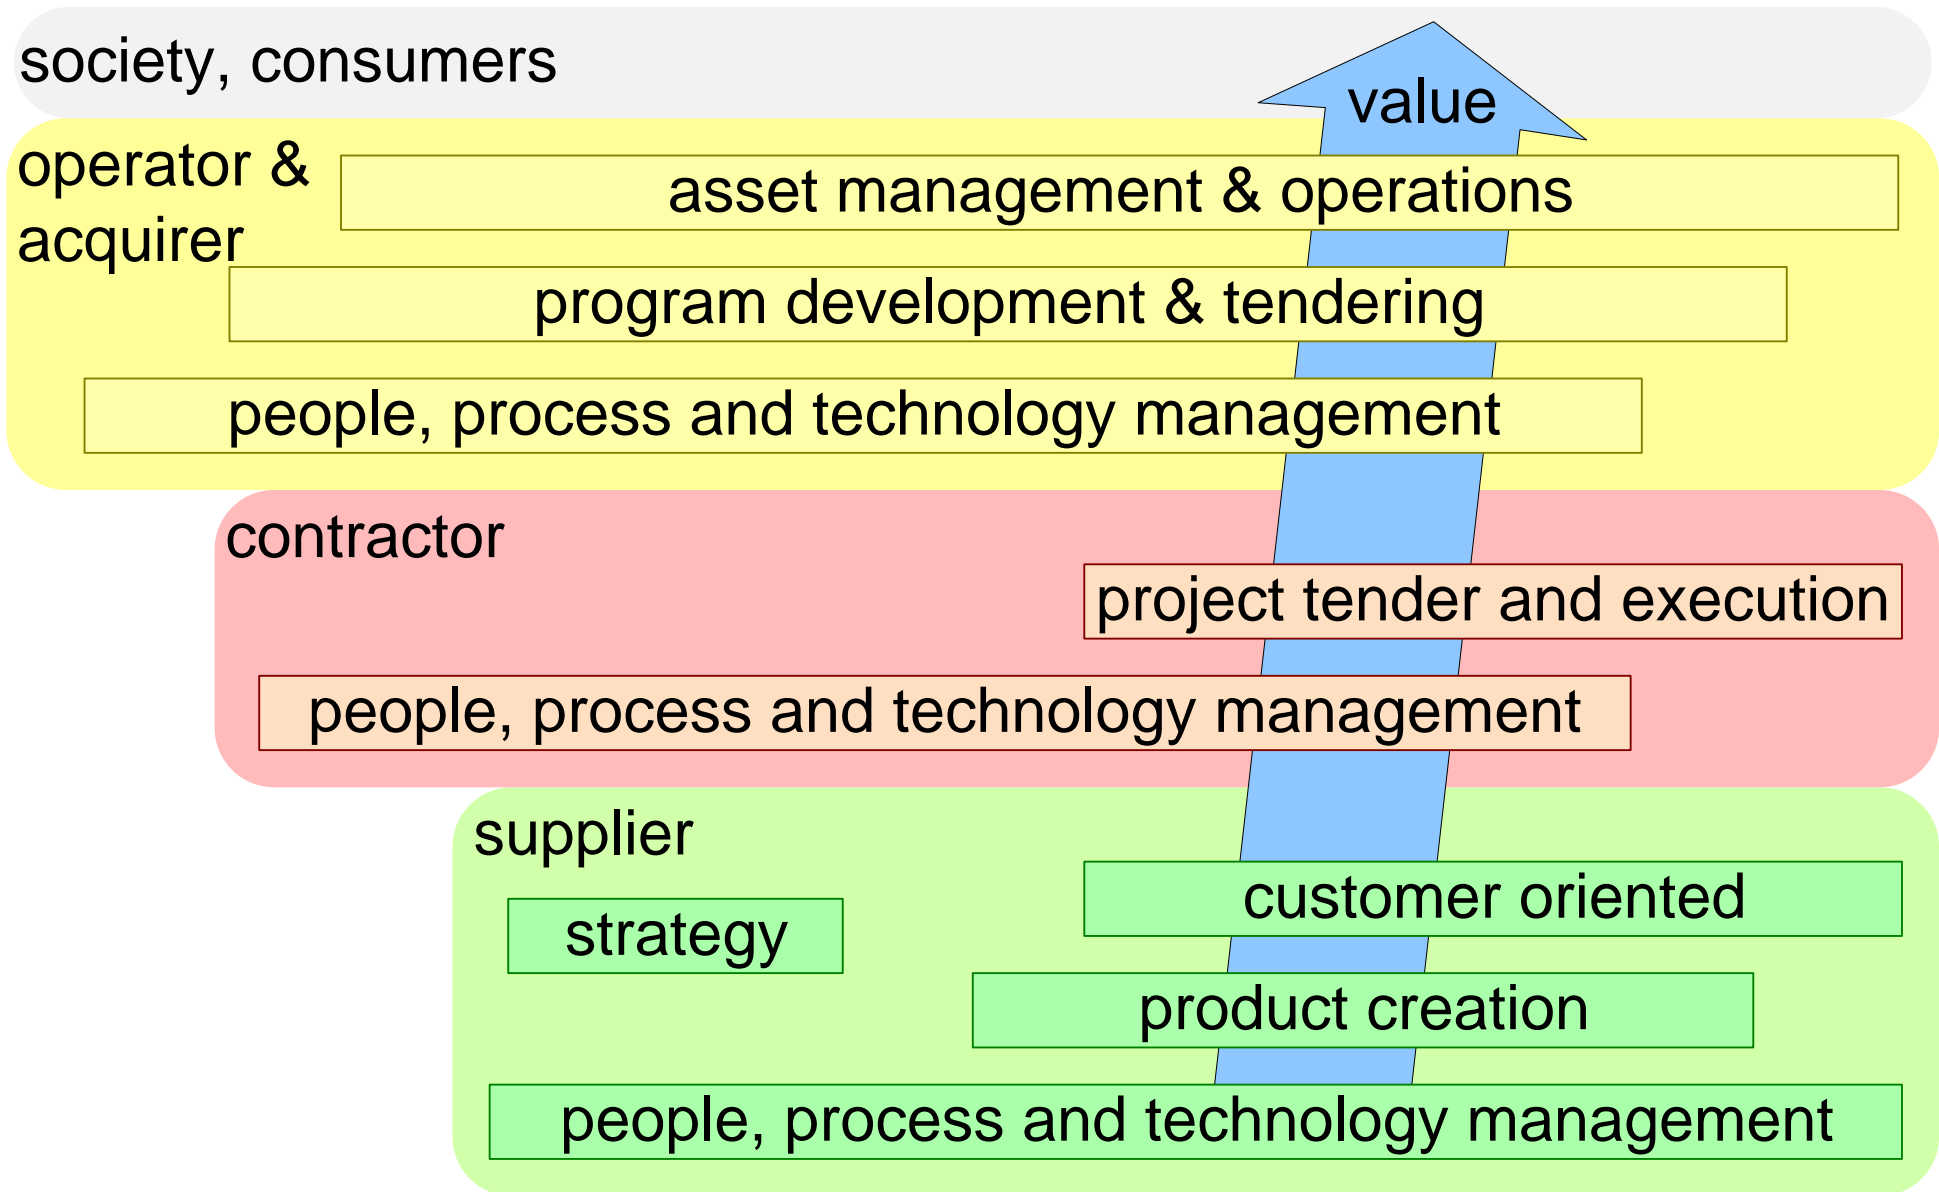 society, consumers
value
operator &
acquirer
asset management & operations
program development & tendering
people, process and technology management
contractor
project tender and execution
people, process and technology management
supplier
customer oriented
strategy
product creation
people, process and technology management